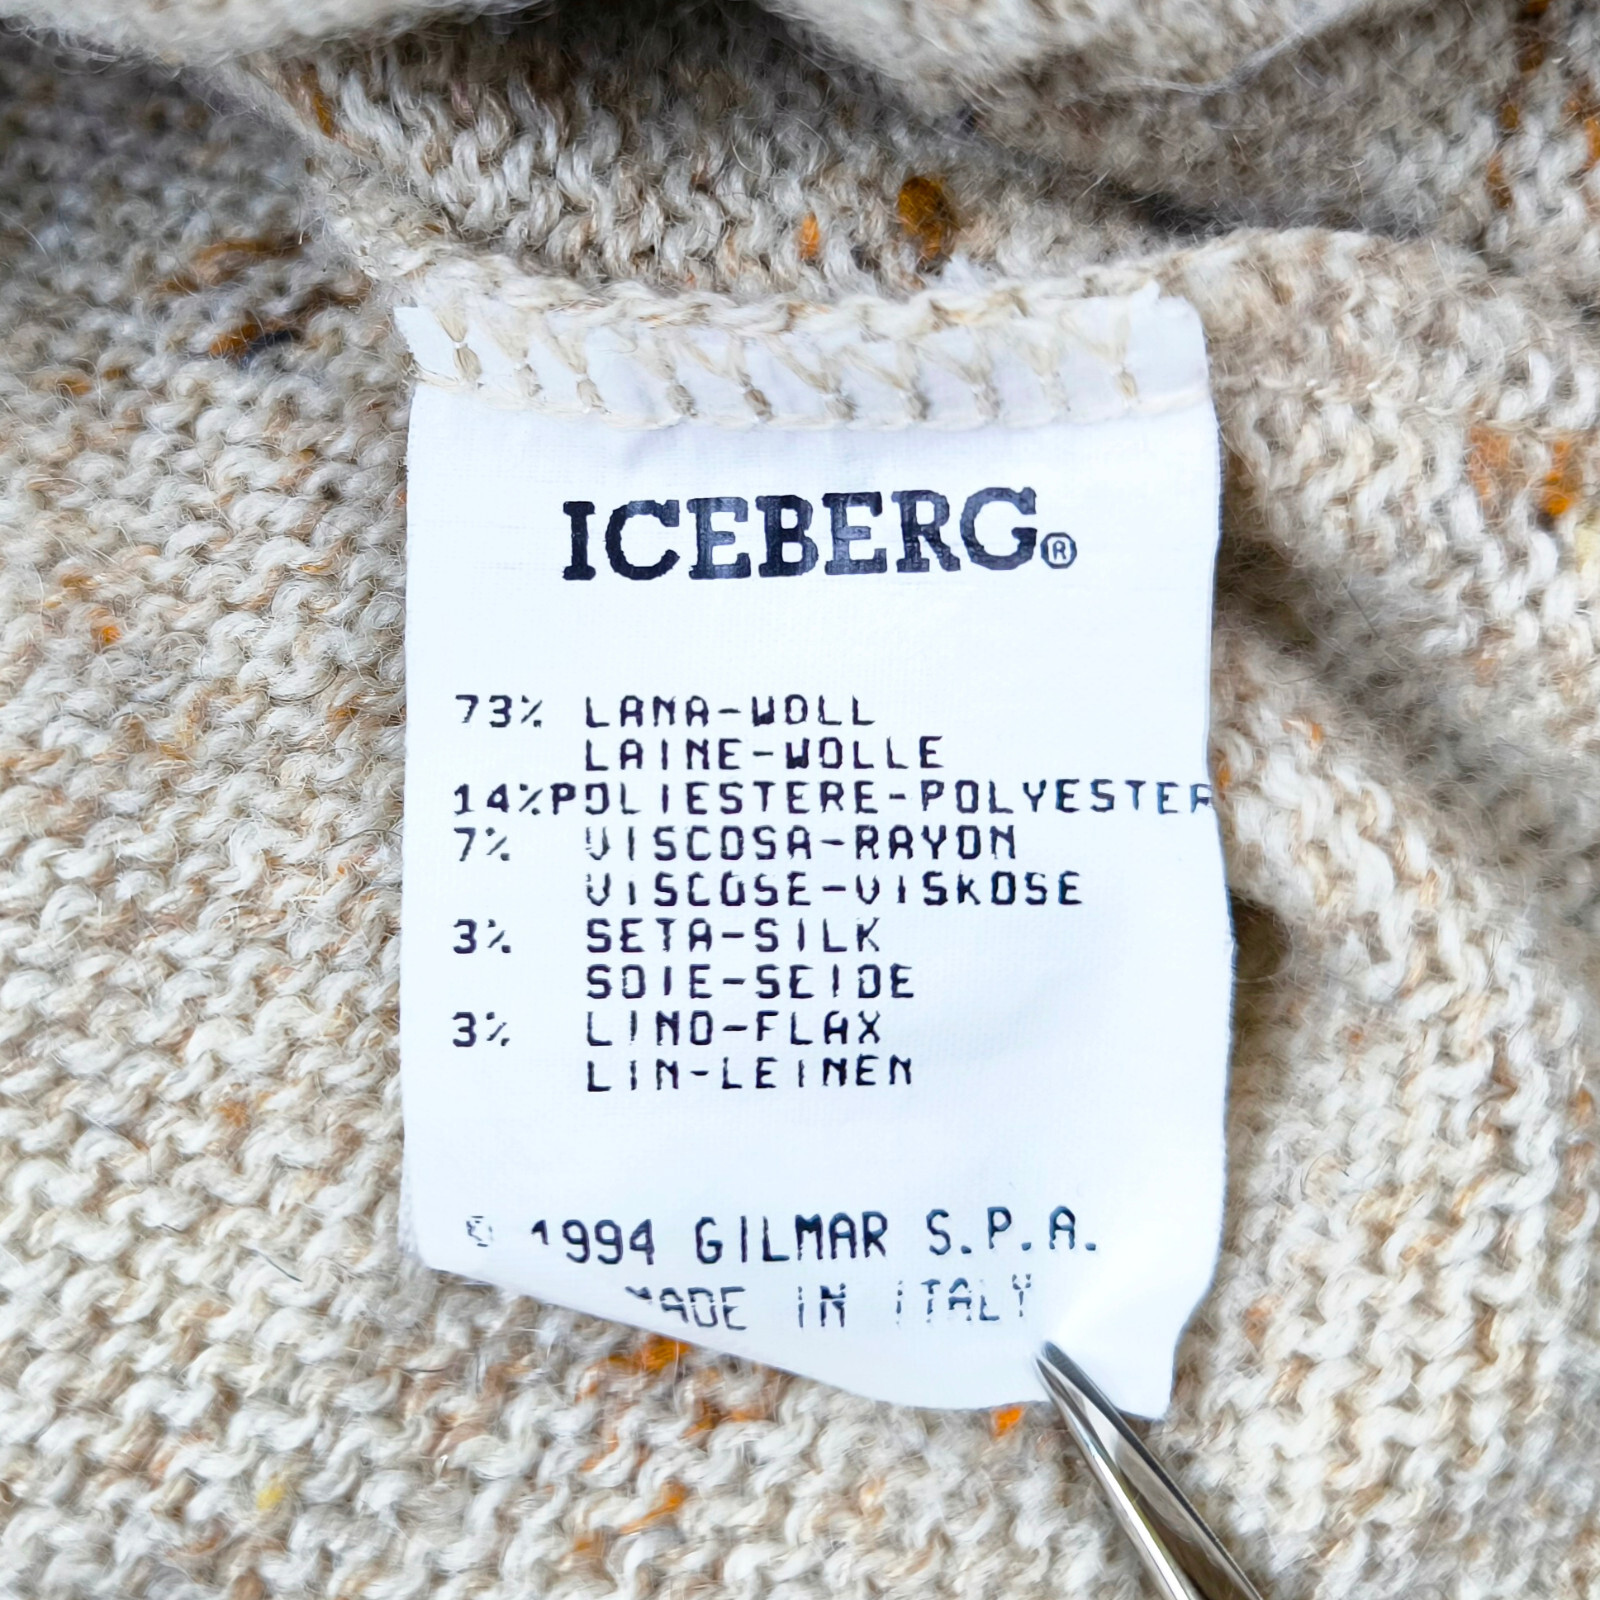 ICEBERG®
73% LANA-WOLL
LAINE-WOLLE
14%POLIESTERE-POLYESTER
7% VISCOSA-RAYON
VISCOSE-VISKOSE
3% SETA-SILK
SOIE-SEIDE
3% LINO-FLAX
LIN-LEINEN
© 1994 GILMAR S.P.A.
MADE IN ITALY